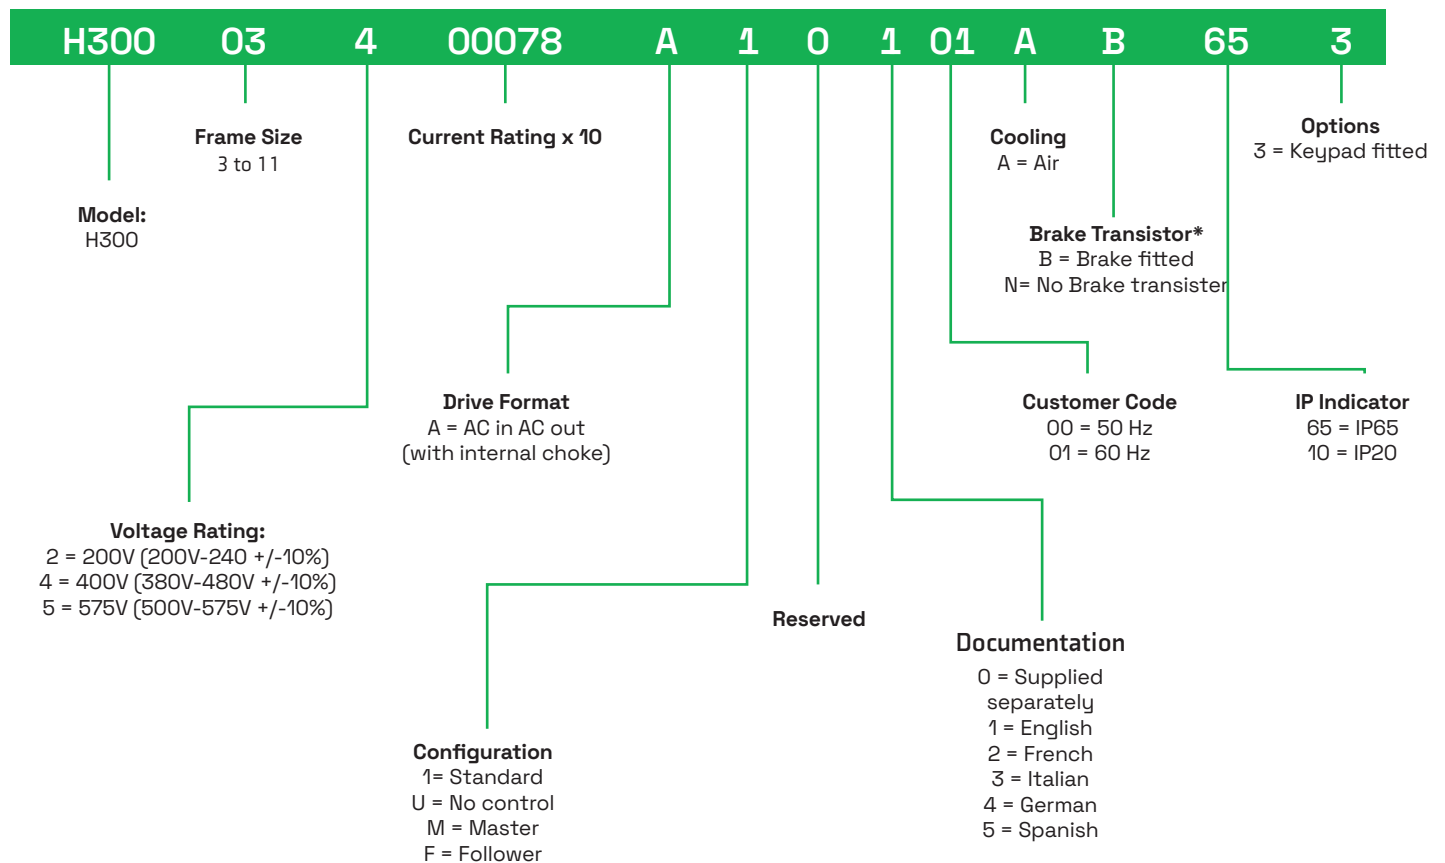 H300 03 4 00078 A 1 0 1 01 A B 65 3
Model:
H300
Frame Size
3 to 11
Current Rating x 10
Cooling
A = Air
Options
3 = Keypad fitted
Brake Transistor*
B = Brake fitted
N= No Brake transister
Drive Format
A = AC in AC out
(with internal choke)
Customer Code
00 = 50 Hz
01 = 60 Hz
IP Indicator
65 = IP65
10 = IP20
Voltage Rating:
2 = 200V (200V-240 +/-10%)
4 = 400V (380V-480V +/-10%)
5 = 575V (500V-575V +/-10%)
Reserved
Documentation
0 = Supplied
separately
1 = English
2 = French
3 = Italian
4 = German
5 = Spanish
Configuration
1= Standard
U = No control
M = Master
F = Follower